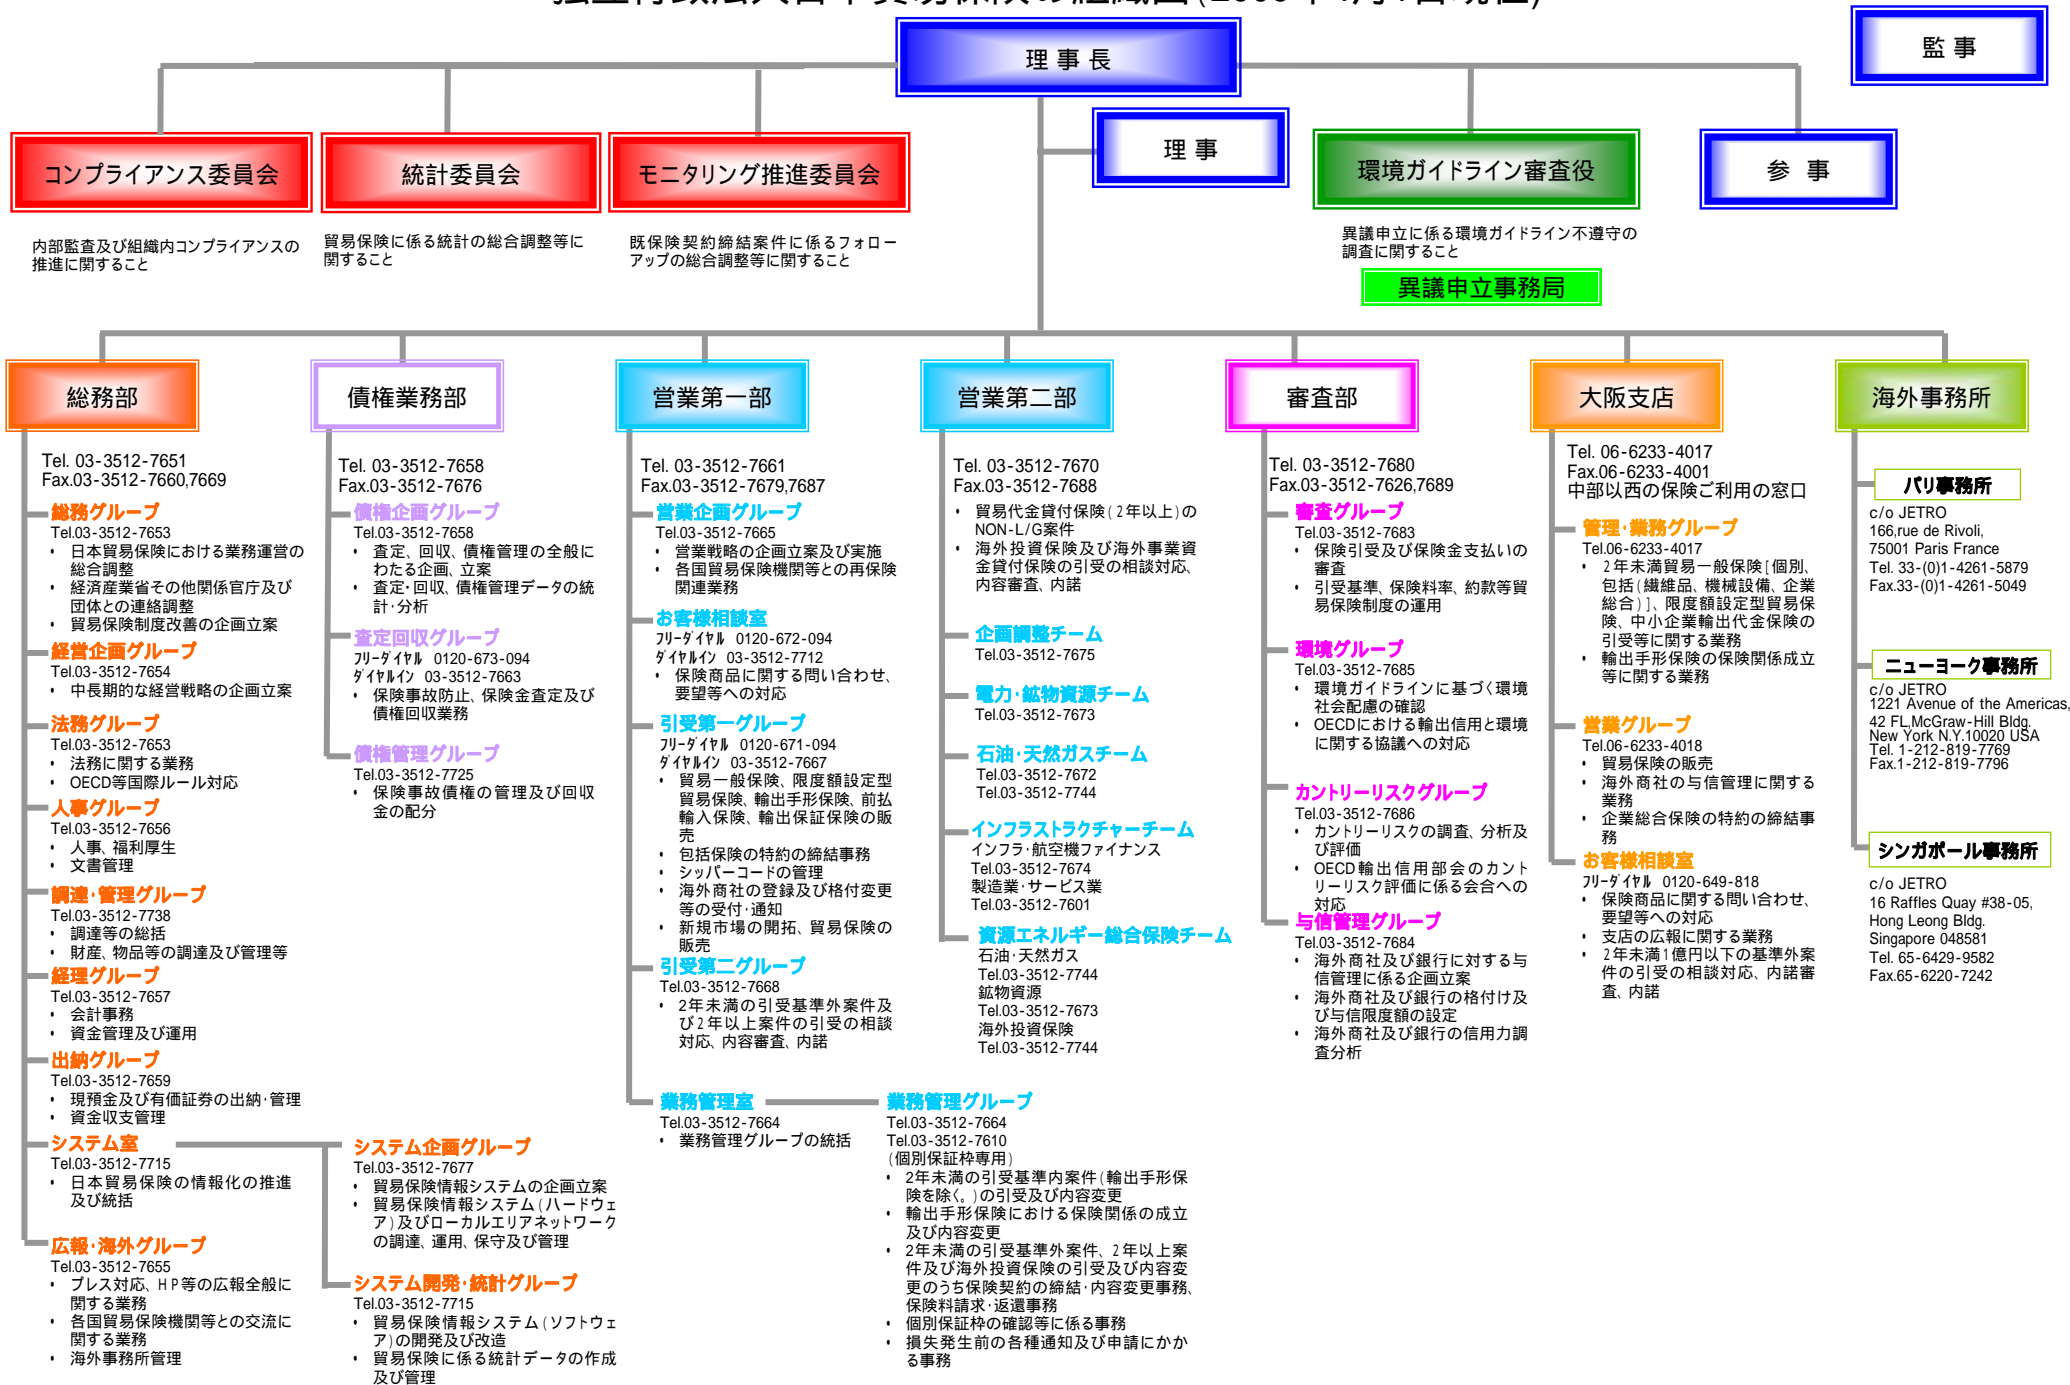 理事長
監事
理事
コンプライアンス委員会
統計委員会
モニタリング推進委員会
環境ガイドライン審査役
参事
内部監査及び組織内コンプライアンスの
推進に関すること
貿易保険に係る統計の総合調整等に
関すること
既保険契約締結案件に係るフォロー
アップの総合調整等に関すること
異議申立に係る環境ガイドライン不遵守の
調査に関すること
異議申立事務局
総務部
Tel. 03-3512-7651
Fax.03-3512-7660,7669
総務グループ
Tel.03-3512-7653
・ 日本貿易保険における業務運営の
総合調整
・ 経済産業省その他関係官庁及び
団体との連絡調整
・ 貿易保険制度改善の企画立案
経営企画グループ
Tel.03-3512-7654
・ 中長期的な経営戦略の企画立案
法務グループ
Tel.03-3512-7653
・ 法務に関する業務
・ OECD等国際ルール対応
人事グループ
Tel.03-3512-7656
・ 人事、福利厚生
・ 文書管理
調達・管理グループ
Tel.03-3512-7738
・ 調達等の総括
・ 財産、物品等の調達及び管理等
経理グループ
Tel.03-3512-7657
・ 会計事務
・ 資金管理及び運用
出納グループ
Tel.03-3512-7659
・ 現預金及び有価証券の出納・管理
・ 資金収支管理
システム室
Tel.03-3512-7715
・ 日本貿易保険の情報化の推進
及び統括
システム企画グループ
Tel.03-3512-7677
・ 貿易保険情報システムの企画立案
・ 貿易保険情報システム(ハードウェ
ア)及びローカルエリアネットワーク
の調達、運用、保守及び管理
システム開発・統計グループ
Tel.03-3512-7715
・ 貿易保険情報システム(ソフトウェ
ア)の開発及び改造
・ 貿易保険に係る統計データの作成
及び管理
広報・海外グループ
Tel.03-3512-7655
・ プレス対応、HP等の広報全般に
関する業務
・ 各国貿易保険機関等との交流に
関する業務
・ 海外事務所管理
債権業務部
Tel. 03-3512-7658
Fax.03-3512-7676
債権企画グループ
Tel.03-3512-7658
・ 査定、回収、債権管理の全般に
わたる企画、立案
・ 査定・回収、債権管理データの統
計・分析
査定回収グループ
フリーダイヤル 0120-673-094
ダイヤルイン 03-3512-7663
・ 保険事故防止、保険金査定及び
債権回収業務
債権管理グループ
Tel.03-3512-7725
・ 保険事故債権の管理及び回収
金の配分
営業第一部
Tel. 03-3512-7661
Fax.03-3512-7679,7687
営業企画グループ
Tel.03-3512-7665
・ 営業戦略の企画立案及び実施
・ 各国貿易保険機関等との再保険
関連業務
お客様相談室
フリーダイヤル 0120-672-094
ダイヤルイン 03-3512-7712
・ 保険商品に関する問い合わせ、
要望等への対応
引受第一グループ
フリーダイヤル 0120-671-094
ダイヤルイン 03-3512-7667
・ 貿易一般保険、限度額設定型
貿易保険、輸出手形保険、前払
輸入保険、輸出保証保険の販
売
・ 包括保険の特約の締結事務
・ シッパーコードの管理
・ 海外商社の登録及び格付変更
等の受付・通知
・ 新規市場の開拓、貿易保険の
販売
引受第二グループ
Tel.03-3512-7668
・ 2年未満の引受基準外案件及
び2年以上案件の引受の相談
対応、内容審査、内諾
業務管理室
Tel.03-3512-7664
・ 業務管理グループの統括
業務管理グループ
Tel.03-3512-7664
Tel.03-3512-7610
(個別保証枠専用)
・ 2年未満の引受基準内案件(輸出手形保
険を除く。)の引受及び内容変更
・ 輸出手形保険における保険関係の成立
及び内容変更
・ 2年未満の引受基準外案件、2年以上案
件及び海外投資保険の引受及び内容変
更のうち保険契約の締結・内容変更事務、
保険料請求・返還事務
・ 個別保証枠の確認等に係る事務
・ 損失発生前の各種通知及び申請にかか
る事務
営業第二部
Tel. 03-3512-7670
Fax.03-3512-7688
・ 貿易代金貸付保険(2年以上)の
NON-L/G案件
・ 海外投資保険及び海外事業資
金貸付保険の引受の相談対応、
内容審査、内諾
企画調整チーム
Tel.03-3512-7675
電力・鉱物資源チーム
Tel.03-3512-7673
石油・天然ガスチーム
Tel.03-3512-7672
Tel.03-3512-7744
インフラストラクチャーチーム
インフラ・航空機ファイナンス
Tel.03-3512-7674
製造業・サービス業
Tel.03-3512-7601
資源エネルギー総合保険チーム
石油・天然ガス
Tel.03-3512-7744
鉱物資源
Tel.03-3512-7673
海外投資保険
Tel.03-3512-7744
審査部
Tel. 03-3512-7680
Fax.03-3512-7626,7689
審査グループ
Tel.03-3512-7683
・ 保険引受及び保険金支払いの
審査
・ 引受基準、保険料率、約款等貿
易保険制度の運用
環境グループ
Tel.03-3512-7685
・ 環境ガイドラインに基づく環境
社会配慮の確認
・ OECDにおける輸出信用と環境
に関する協議への対応
カントリーリスクグループ
Tel.03-3512-7686
・ カントリーリスクの調査、分析及
び評価
・ OECD輸出信用部会のカント
リーリスク評価に係る会合への
対応
与信管理グループ
Tel.03-3512-7684
・ 海外商社及び銀行に対する与
信管理に係る企画立案
・ 海外商社及び銀行の格付け及
び与信限度額の設定
・ 海外商社及び銀行の信用力調
査分析
大阪支店
Tel. 06-6233-4017
Fax.06-6233-4001
中部以西の保険ご利用の窓口
管理・業務グループ
Tel.06-6233-4017
・ 2年未満貿易一般保険[個別、
包括(繊維品、機械設備、企業
総合)]、限度額設定型貿易保
険、中小企業輸出代金保険の
引受等に関する業務
・ 輸出手形保険の保険関係成立
等に関する業務
営業グループ
Tel.06-6233-4018
・ 貿易保険の販売
・ 海外商社の与信管理に関する
業務
・ 企業総合保険の特約の締結事
務
お客様相談室
フリーダイヤル 0120-649-818
・ 保険商品に関する問い合わせ、
要望等への対応
・ 支店の広報に関する業務
・ 2年未満1億円以下の基準外案
件の引受の相談対応、内諾審
査、内諾
海外事務所
パリ事務所
c/o JETRO
166,rue de Rivoli,
75001 Paris France
Tel. 33-(0)1-4261-5879
Fax.33-(0)1-4261-5049
ニューヨーク事務所
c/o JETRO
1221 Avenue of the Americas,
42 FL,McGraw-Hill Bldg.
New York N.Y.10020 USA
Tel. 1-212-819-7769
Fax.1-212-819-7796
シンガポール事務所
c/o JETRO
16 Raffles Quay #38-05,
Hong Leong Bldg.
Singapore 048581
Tel. 65-6429-9582
Fax.65-6220-7242